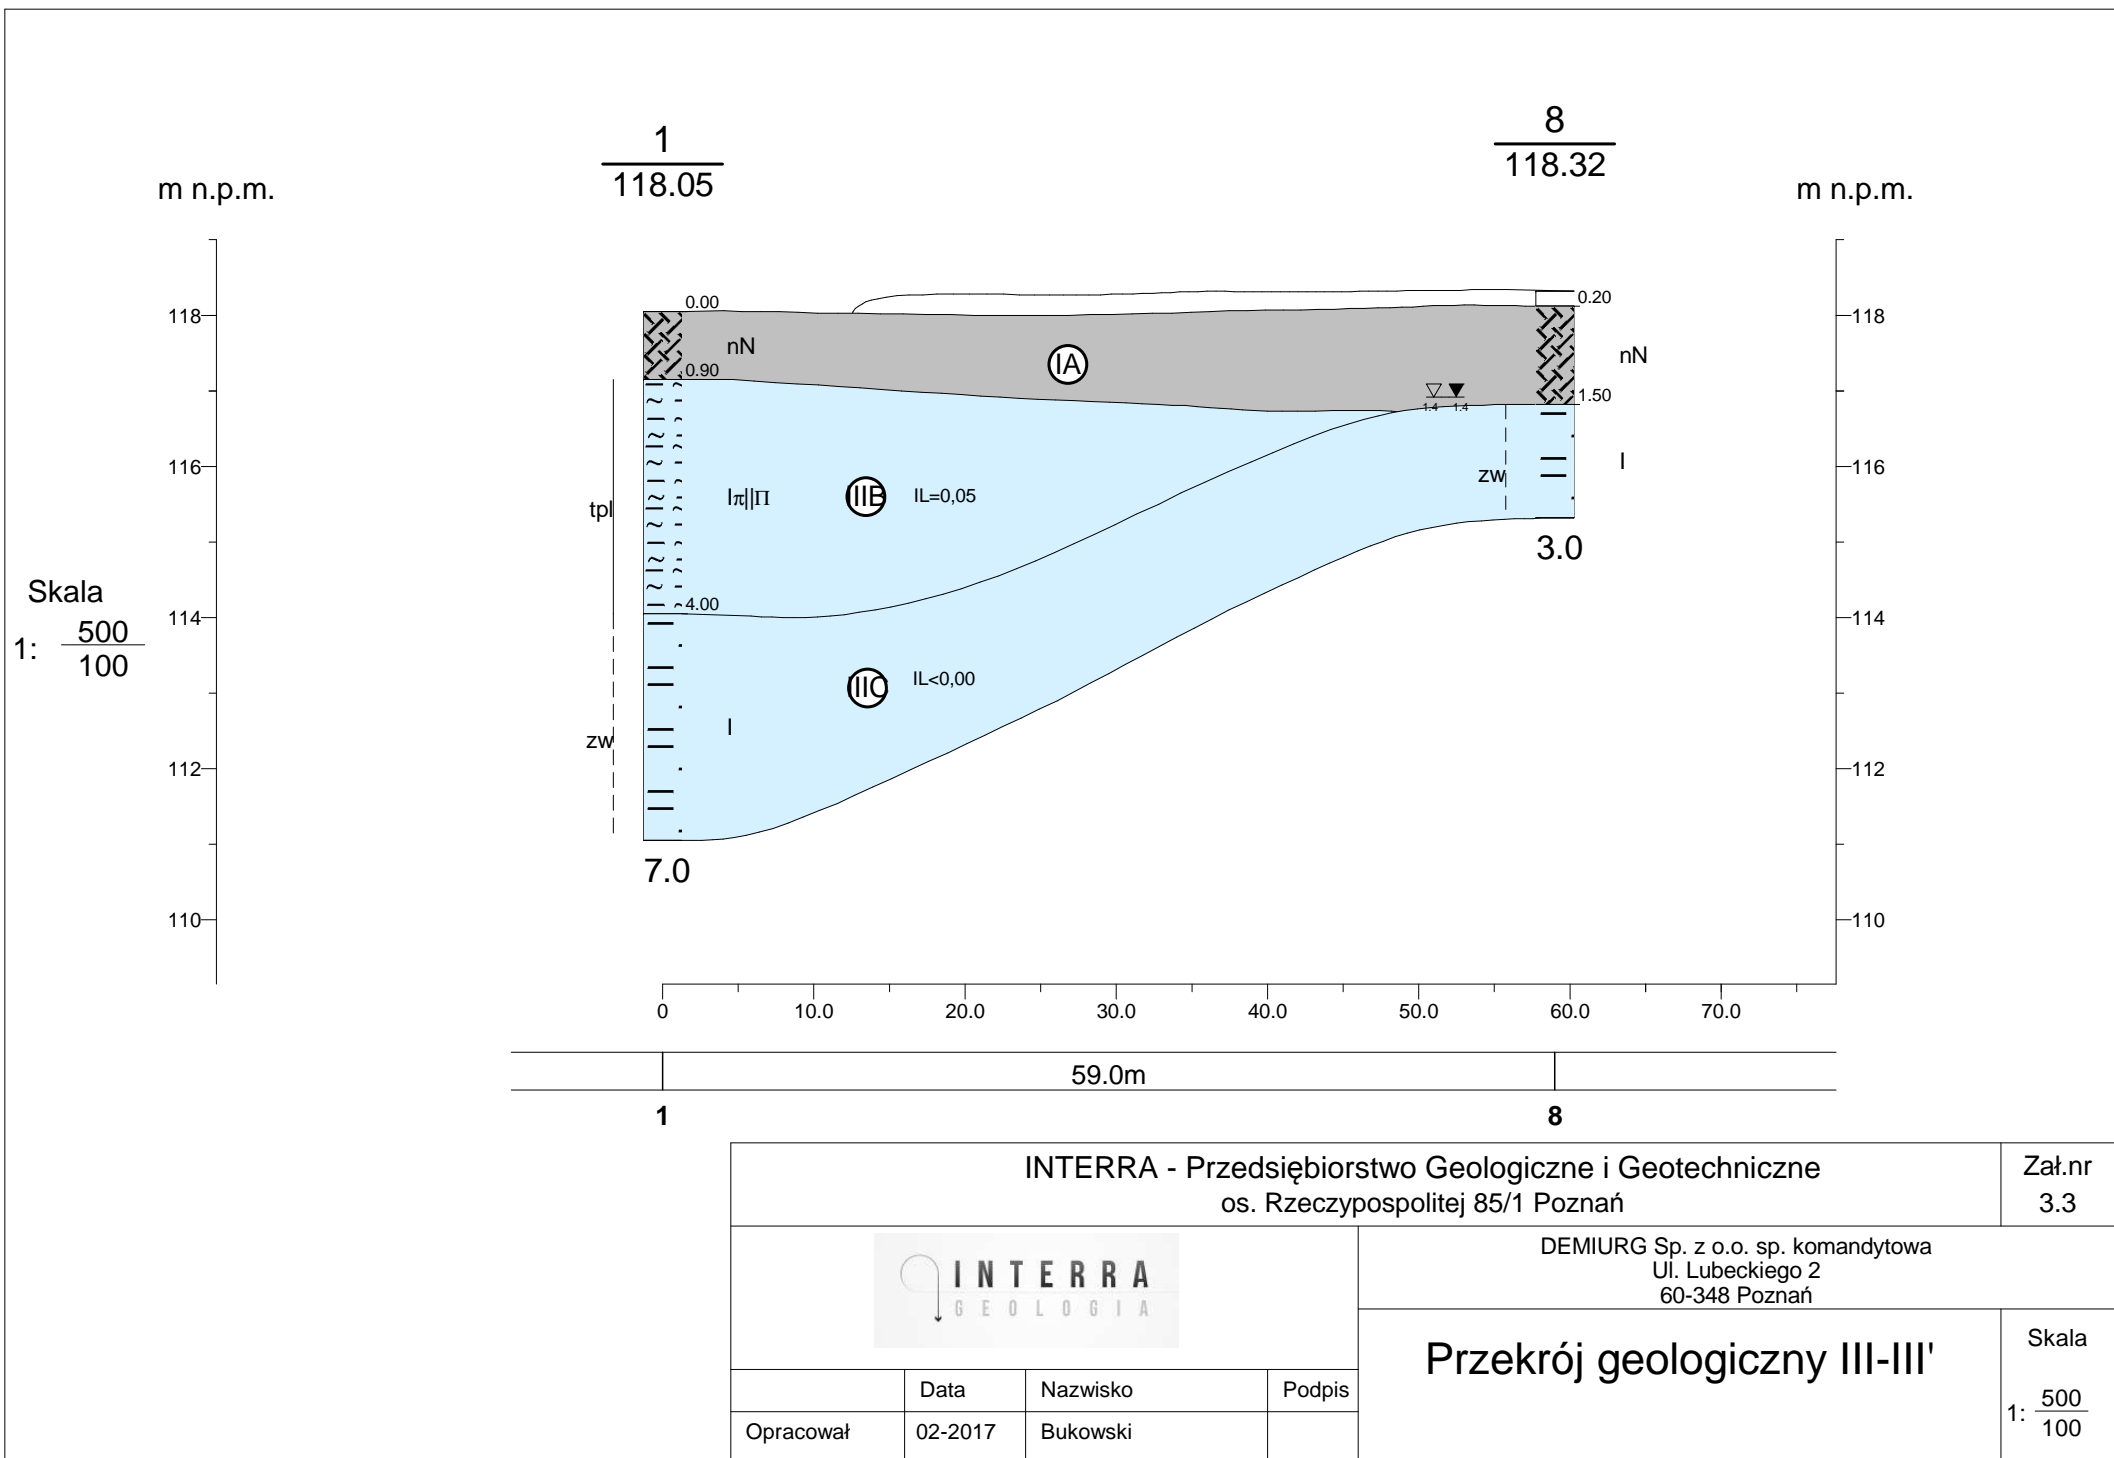 1
118.05
8
118.32
m n.p.m.
m n.p.m.
0.00
0.20
118
118
nN
IA
nN
0.90
1.4 1.4
1.50
116
116
zw
I
tpl
Iπ||Π
IIIB
IL=0,05
3.0
Skala
1: 500
100
4.00
114
114
IIIC
IL<0,00
I
zw
112
112
7.0
110
110
0 10.0 20.0 30.0 40.0 50.0 60.0 70.0
59.0m
1
8
INTERRA - Przedsiębiorstwo Geologiczne i Geotechniczne
os. Rzeczypospolitej 85/1 Poznań
Zał.nr
3.3
INTERRA
GEOLOGIA
DEMIURG Sp. z o.o. sp. komandytowa
Ul. Lubeckiego 2
60-348 Poznań
Przekrój geologiczny III-III'
Skala
1: 500
100
Data Nazwisko Podpis
Opracował 02-2017 Bukowski